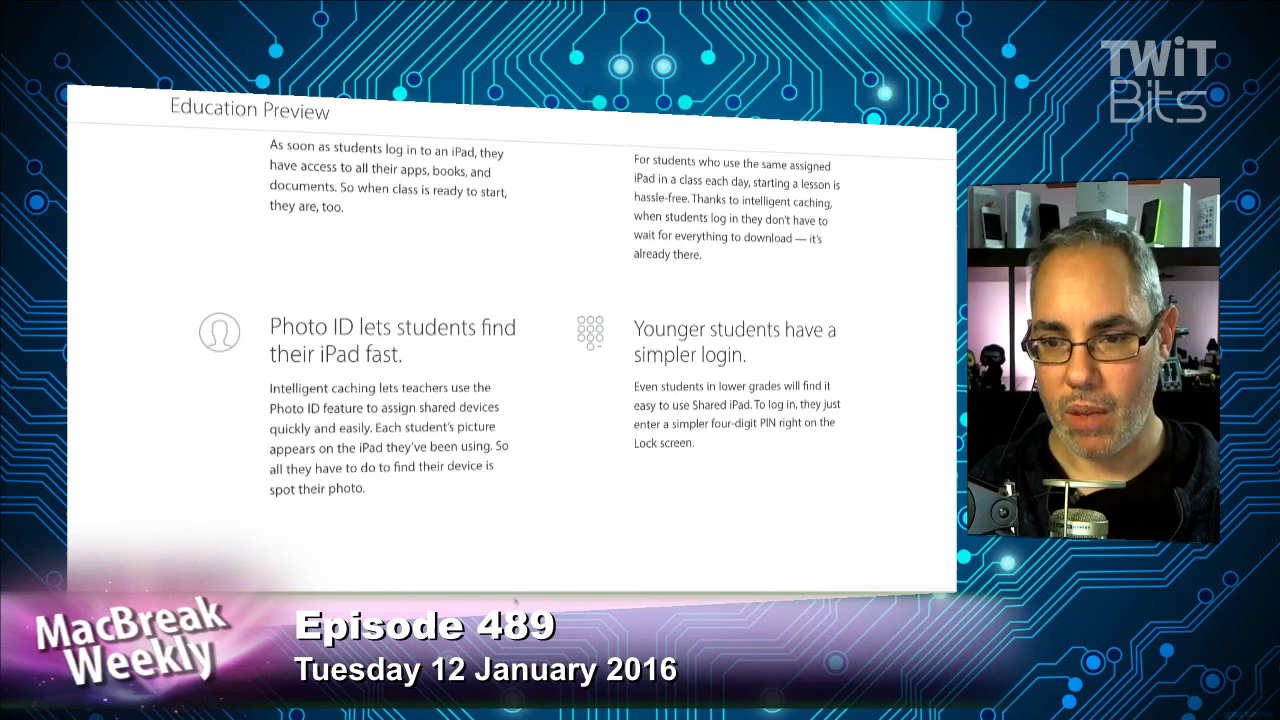 TWiT
Bits
Education Preview
As soon as students log in to an iPad, they
have access to all their apps, books, and
documents. So when class is ready to start,
they are, too.
For students who use the same assigned
iPad in a class each day, starting a lesson is
hassle-free. Thanks to intelligent caching,
when students log in they don't have to
wait for everything to download — it's
already there.
Photo ID lets students find
their iPad fast.
Intelligent caching lets teachers use the
Photo ID feature to assign shared devices
quickly and easily. Each student's picture
appears on the iPad they've been using. So
all they have to do to find their device is
spot their photo.
Younger students have a
simpler login.
Even students in lower grades will find it
easy to use Shared iPad. To log in, they just
enter a simpler four-digit PIN right on the
Lock screen.
MacBreak
Weekly
Episode 489
Tuesday 12 January 2016